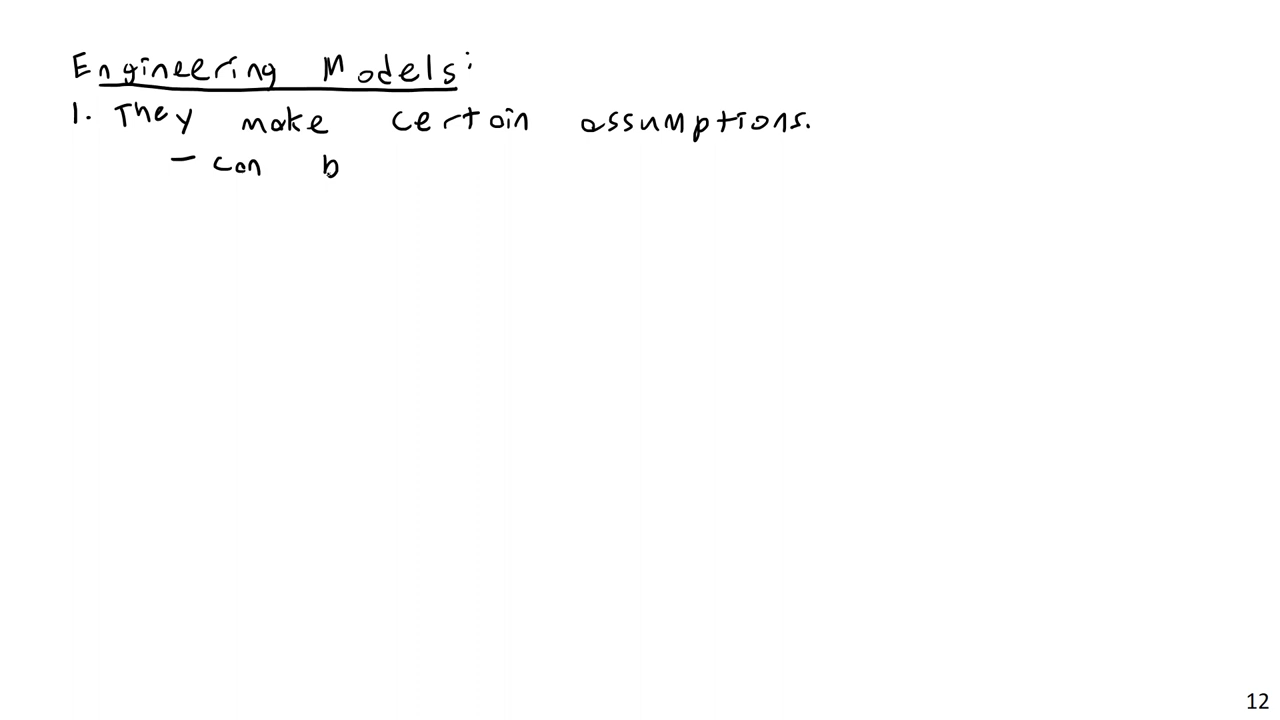 Engineering Models:
1. They make certain assumptions.
- can b
12